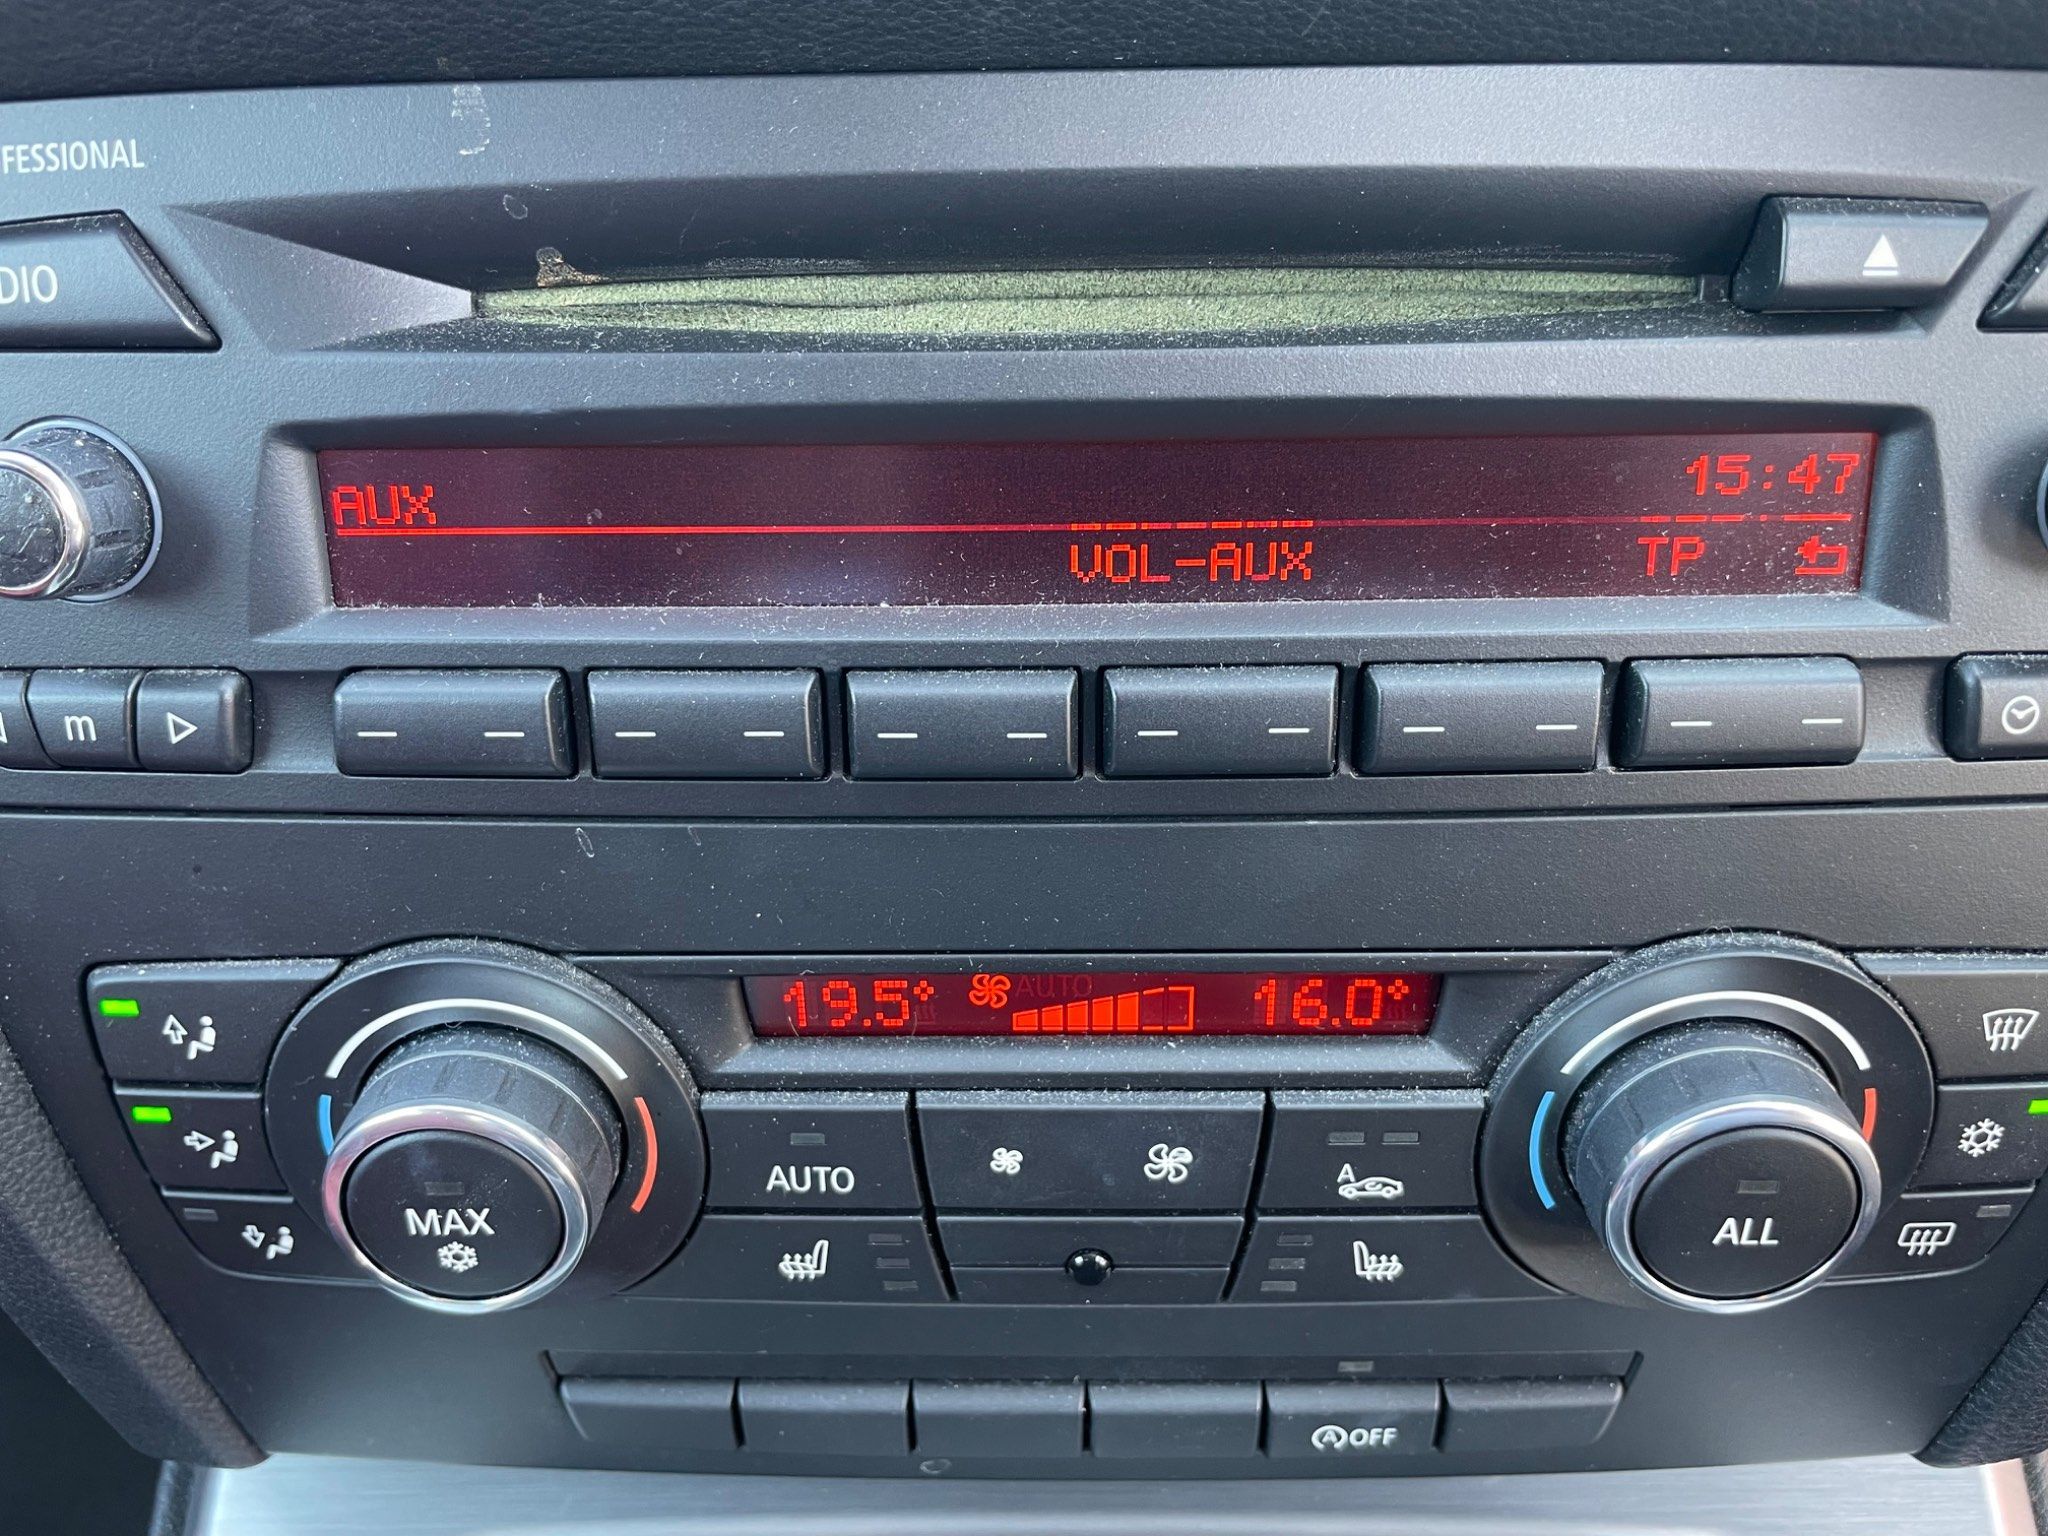 FESSIONAL
DIO
AUX
15:47
VOL-AUX TP
m
19.5° AUTO 16.0°
AUTO
A
MAX
ALL
A OFF